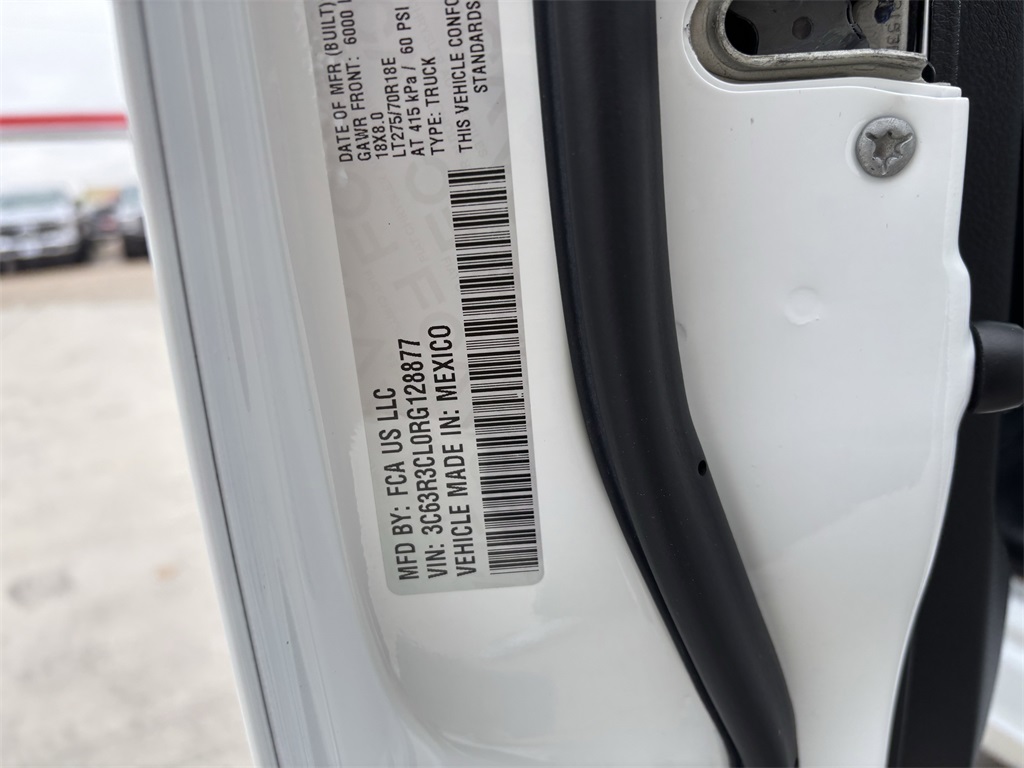 DATE OF MFR (BUILT)
GAWR FRONT: 6000
18X8.0
LT275/70R18E
AT 415 kPa / 60 PSI
TYPE: TRUCK
THIS VEHICLE CONFO
STANDARDS
MFD BY: FCA US LLC
VIN: 3C63R3CL0RG128877
VEHICLE MADE IN: MEXICO